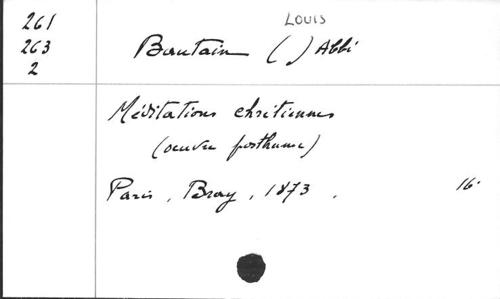 261
263
2
LOUIS
Bautain ( ) Abbé
Méditations chrétiennes
(oeuvre posthume)
Paris, Bray, 1873.
16°